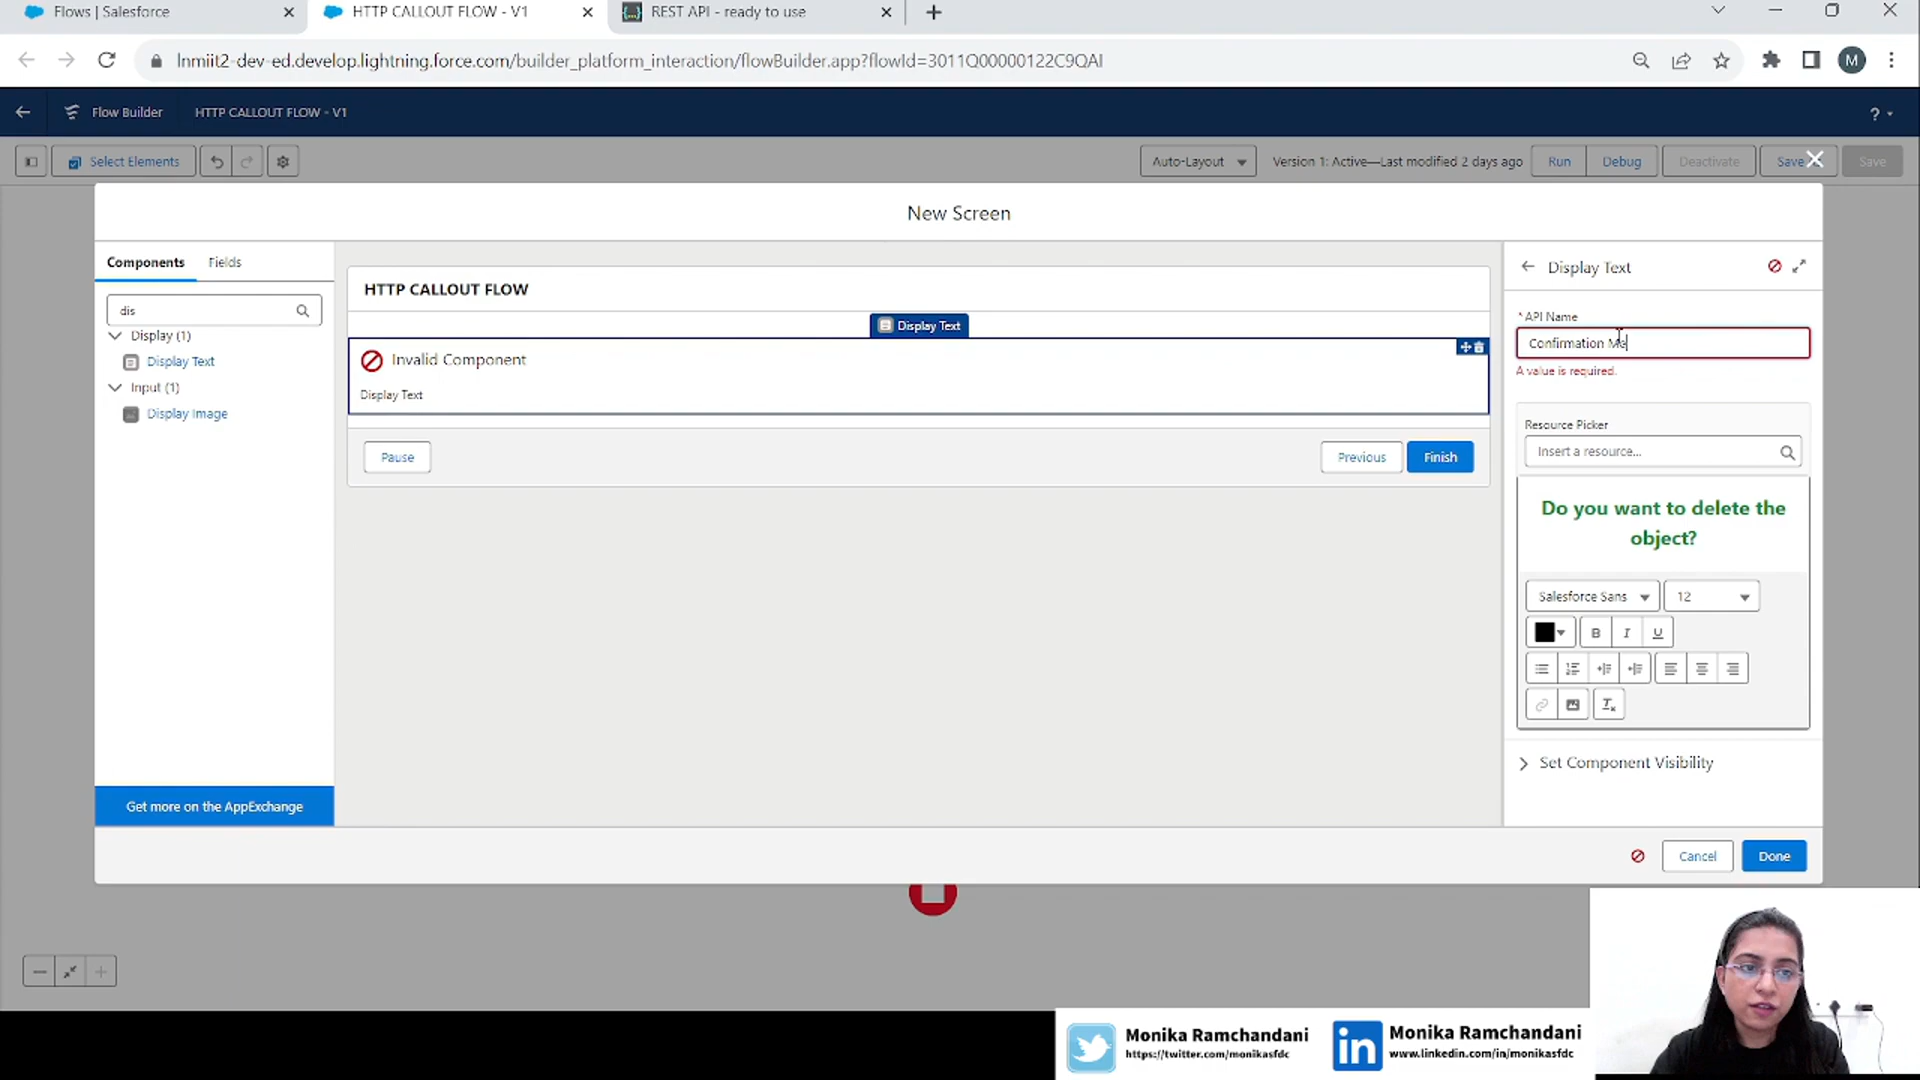 Flows | Salesforce
HTTP CALLOUT FLOW - V1
REST API - ready to use
lnmiit2-dev-ed.develop.lightning.force.com/builder_platform_interaction/flowBuilder.app?flowId=3011Q00000122C9QAI
M
Flow Builder
HTTP CALLOUT FLOW - V1
?
Select Elements
Auto-Layout
Version 1: Active—Last modified 2 days ago
Run
Debug
Deactivate
Save
Save
New Screen
Components
Fields
dis
Display (1)
Display Text
Input (1)
Display Image
Get more on the AppExchange
HTTP CALLOUT FLOW
Display Text
Invalid Component
Display Text
Pause
Previous
Finish
Display Text
*API Name
Confirmation Me
A value is required.
Resource Picker
Insert a resource...
Do you want to delete the
object?
Salesforce Sans
12
B
I
U
Set Component Visibility
Cancel
Done
Monika Ramchandani
https://twitter.com/monikasfdc
in
Monika Ramchandani
www.linkedin.com/in/monikasfdc